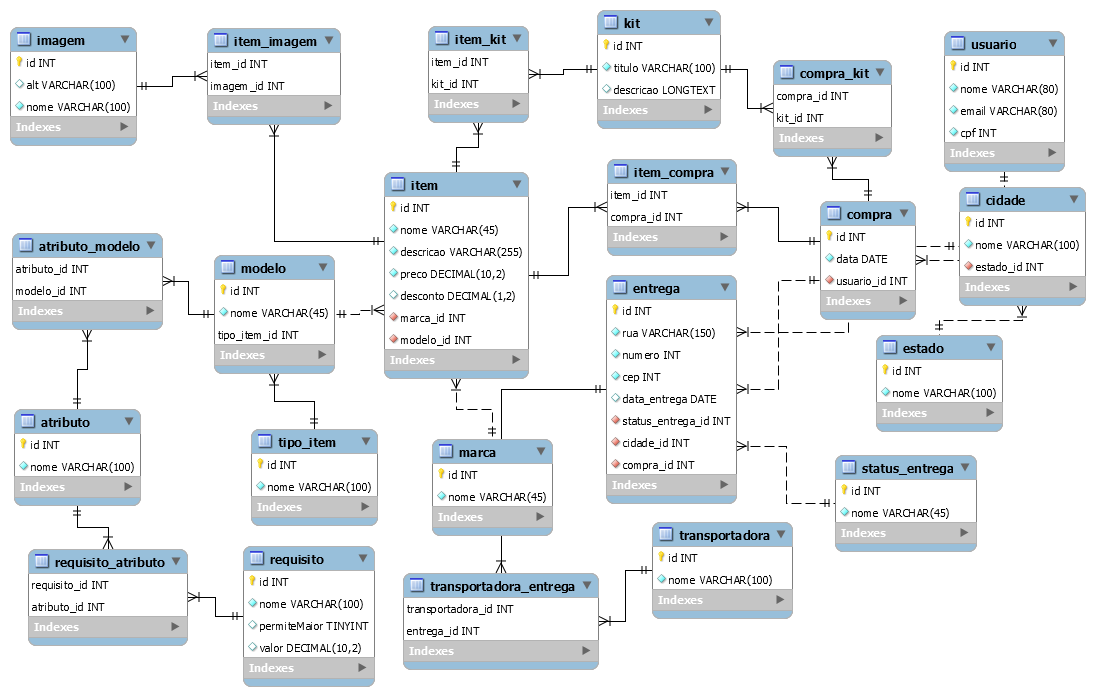 imagem
id INT
alt VARCHAR(100)
nome VARCHAR(100)
Indexes
item_imagem
item_id INT
imagem _id INT
Indexes
item_kit
item_id INT
kit_id INT
Indexes
kit
id INT
titulo VARCHAR(100)
descricao LONGTEXT
Indexes
compra_kit
compra_id INT
kit_id INT
Indexes
usuario
id INT
nome VARCHAR(80)
email VARCHAR(80)
cpf INT
Indexes
item
id INT
nome VARCHAR(45)
descricao VARCHAR(255)
preco DECIMAL(10,2)
desconto DECIMAL(1,2)
marca_id INT
modelo_id INT
Indexes
item_compra
item_id INT
compra_id INT
Indexes
compra
id INT
data DATE
usuario_id INT
Indexes
cidade
id INT
nome VARCHAR(100)
estado_id INT
Indexes
atributo_modelo
atributo_id INT
modelo_id INT
Indexes
modelo
id INT
nome VARCHAR(45)
tipo_item_id INT
Indexes
entrega
id INT
rua VARCHAR(150)
numero INT
cep INT
data_entrega DATE
status_entrega_id INT
cidade_id INT
compra_id INT
Indexes
estado
id INT
nome VARCHAR(100)
Indexes
atributo
id INT
nome VARCHAR(100)
Indexes
tipo_item
id INT
nome VARCHAR(100)
Indexes
marca
id INT
nome VARCHAR(45)
Indexes
status_entrega
id INT
nome VARCHAR(45)
Indexes
requisito_atributo
requisito_id INT
atributo_id INT
Indexes
requisito
id INT
nome VARCHAR(100)
permiteMaior TINYINT
valor DECIMAL(10,2)
Indexes
transportadora_entrega
transportadora_id INT
entrega_id INT
Indexes
transportadora
id INT
nome VARCHAR(100)
Indexes